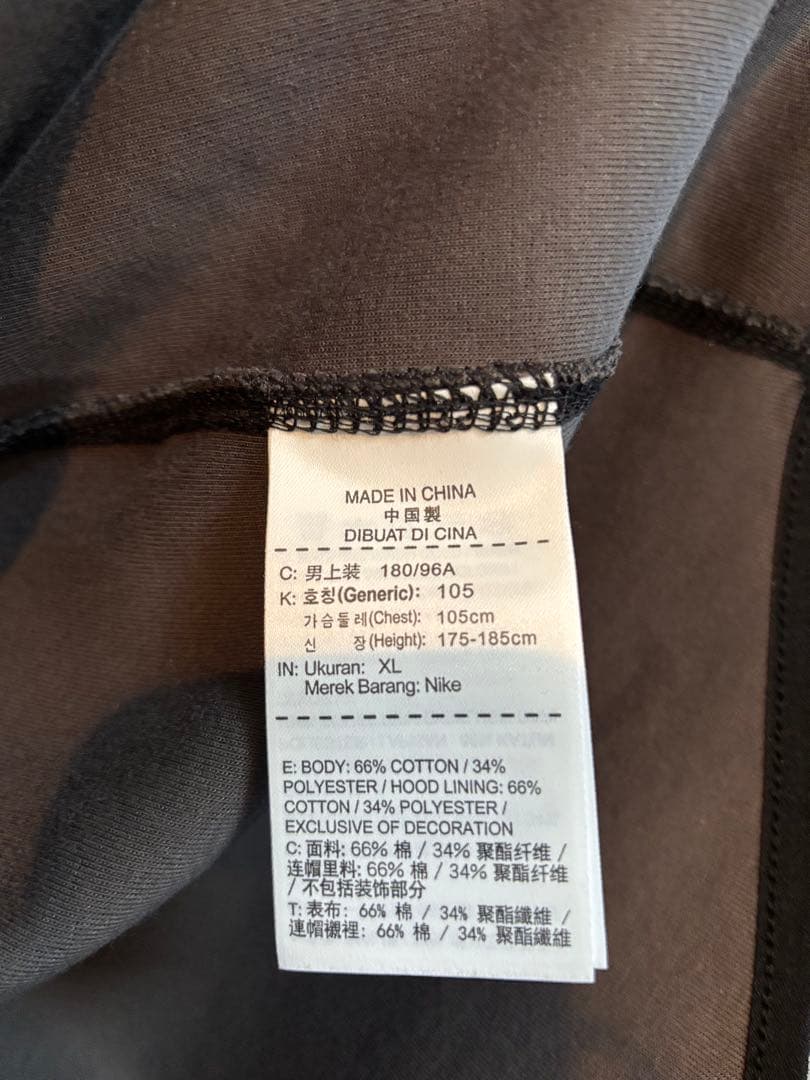 MADE IN CHINA
中国製
DIBUAT DI CINA
C: 男上装 180/96A
K: 호칭(Generic): 105
가슴둘레(Chest): 105cm
신 장(Height): 175-185cm
IN: Ukuran: XL
Merek Barang: Nike
E: BODY: 66% COTTON / 34%
POLYESTER / HOOD LINING: 66%
COTTON / 34% POLYESTER /
EXCLUSIVE OF DECORATION
C: 面料: 66% 棉 / 34% 聚酯纤维 /
连帽里料: 66% 棉 / 34% 聚酯纤维
/ 不包括装饰部分
T: 表布: 66% 棉 / 34% 聚酯纖維 /
連帽襯裡: 66% 棉 / 34% 聚酯纖維